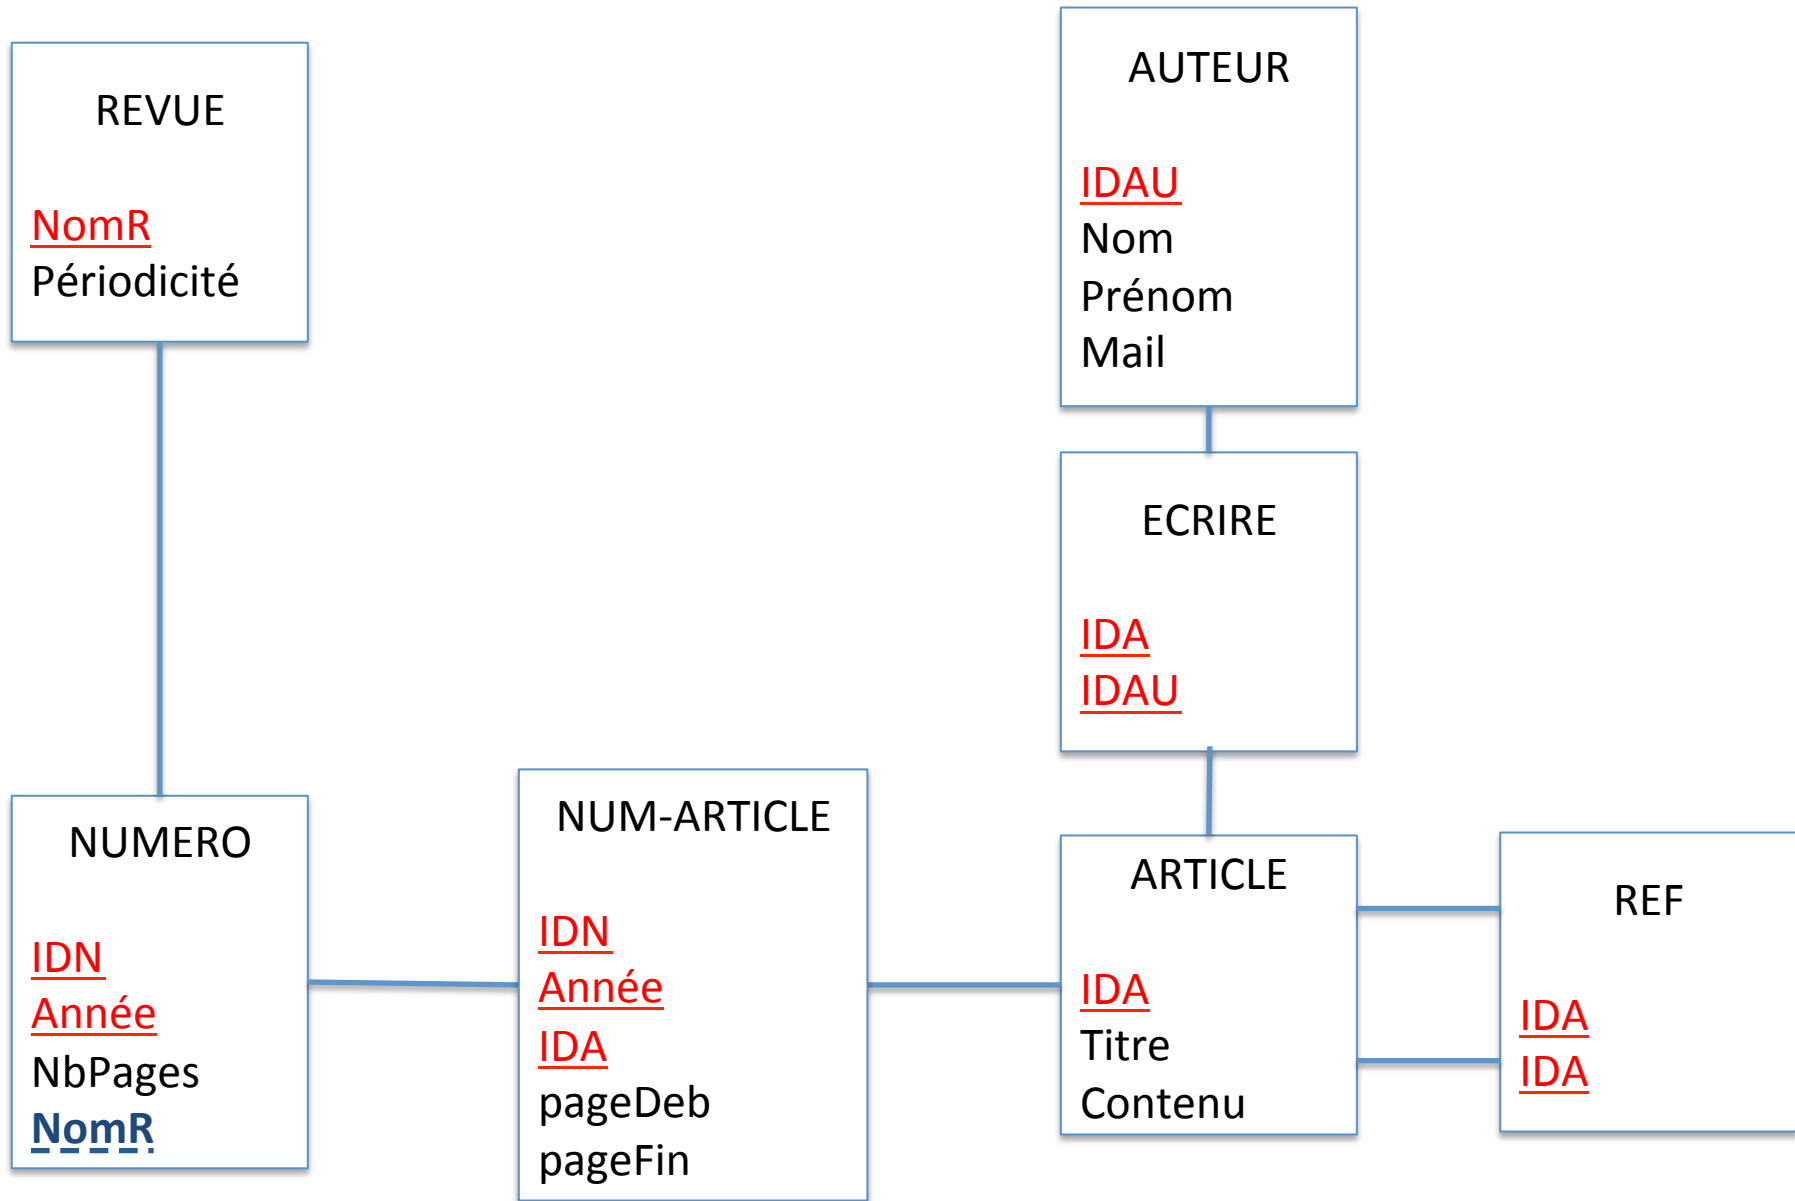 REVUE
NomR
Périodicité
AUTEUR
IDAU
Nom
Prénom
Mail
ECRIRE
IDA
IDAU
NUMERO
IDN
Année
NbPages
NomR
NUM-ARTICLE
IDN
Année
IDA
pageDeb
pageFin
ARTICLE
IDA
Titre
Contenu
REF
IDA
IDA